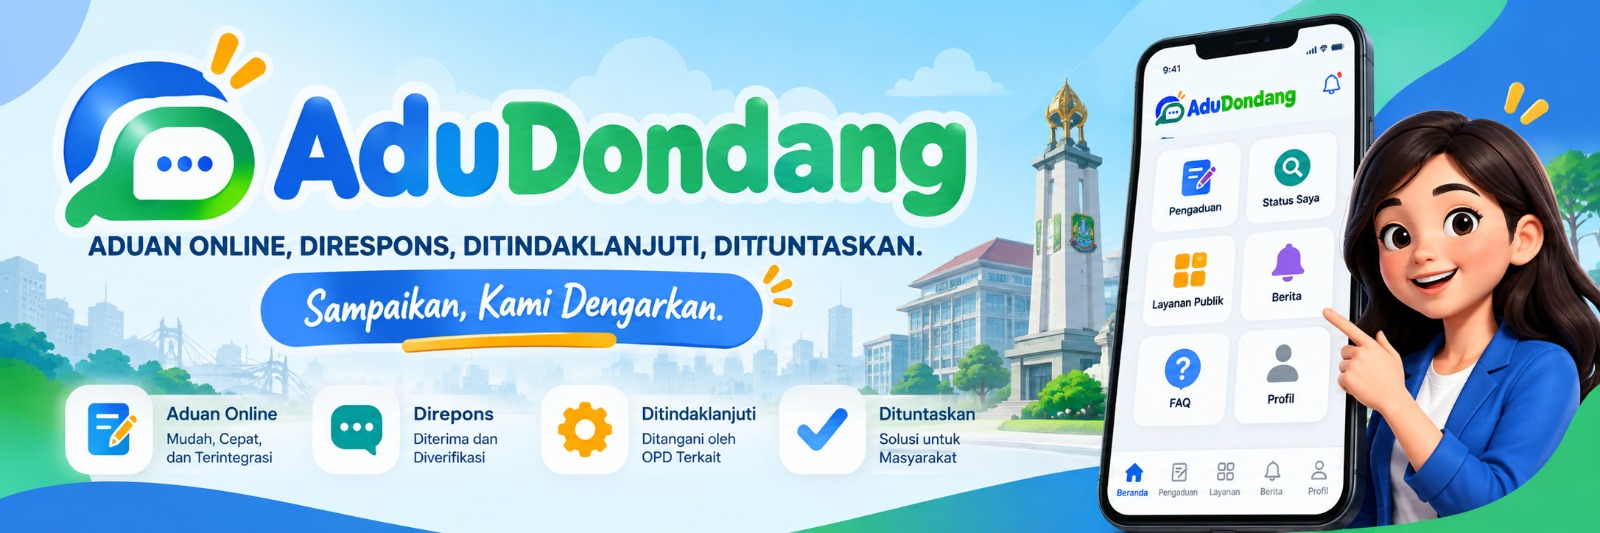 AduDondang
ADUAN ONLINE, DIRESPONS, DITINDAKLANJUTI, DITTUNTASKAN.
Sampaikan, Kami Dengarkan.
Aduan Online
Mudah, Cepat,
dan Terintegrasi
Direpons
Diterima dan
Diverifikasi
Ditindaklanjuti
Ditangani oleh
OPD Terkait
Dituntaskan
Solusi untuk
Masyarakat
9:41
AduDondang
Pengaduan
Status Saya
Layanan Publik
Berita
FAQ
Profil
Beranda
Pengaduan
Layanan
Berita
Profil